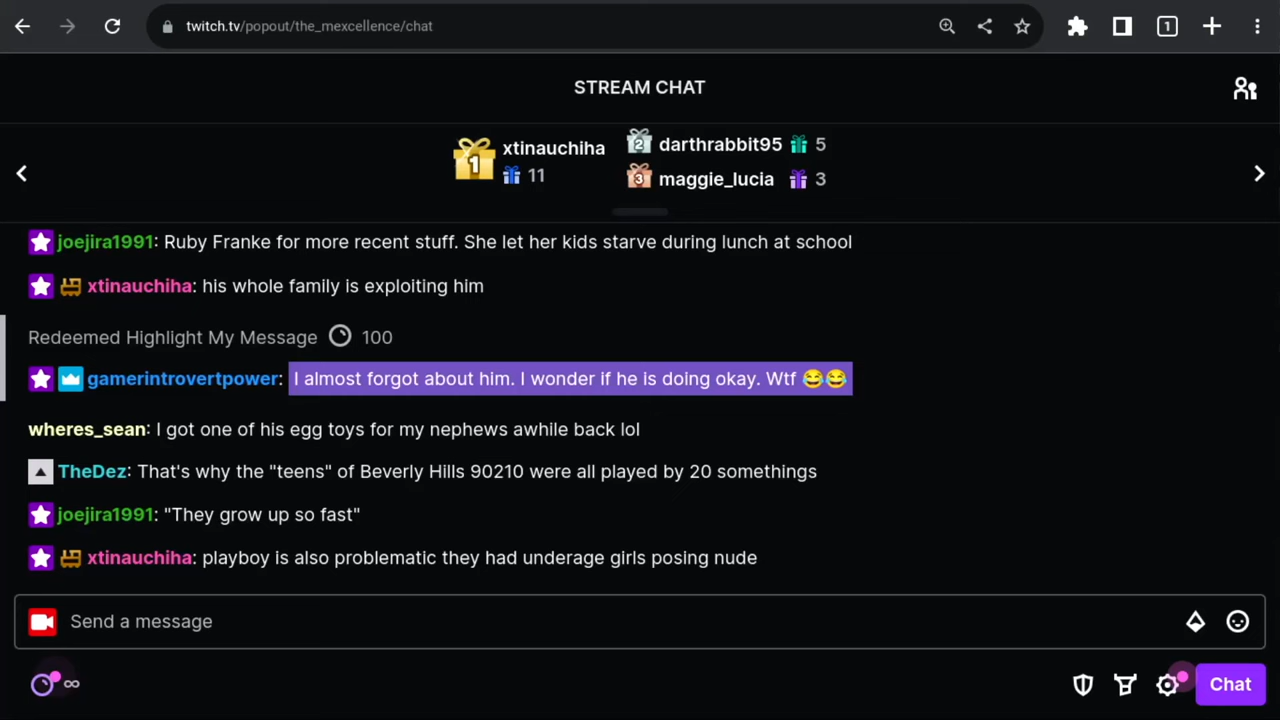 twitch.tv/popout/the_mexcellence/chat
1
STREAM CHAT
1 xtinauchiha 11
2 darthrabbit95 5
3 maggie_lucia 3
joejira1991: Ruby Franke for more recent stuff. She let her kids starve during lunch at school
xtinauchiha: his whole family is exploiting him
Redeemed Highlight My Message 100
gamerintrovertpower: I almost forgot about him. I wonder if he is doing okay. Wtf 😂😂
wheres_sean: I got one of his egg toys for my nephews awhile back lol
TheDez: That's why the "teens" of Beverly Hills 90210 were all played by 20 somethings
joejira1991: "They grow up so fast"
xtinauchiha: playboy is also problematic they had underage girls posing nude
Send a message
∞
Chat